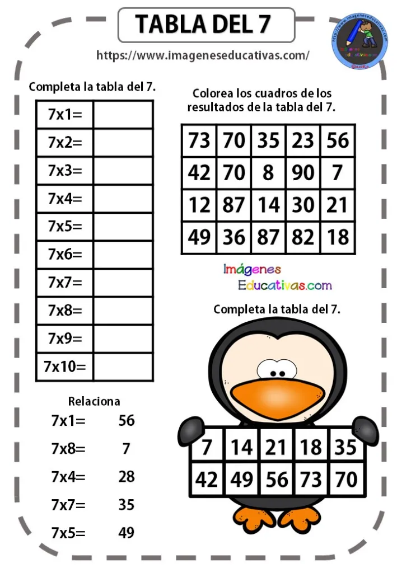 TABLA DEL 7
https://www.imageneseducativas.com/
Completa la tabla del 7.
7x1=
7x2=
7x3=
7x4=
7x5=
7x6=
7x7=
7x8=
7x9=
7x10=
Colorea los cuadros de los
resultados de la tabla del 7.
73 70 35 23 56
42 70 8 90 7
12 87 14 30 21
49 36 87 82 18
Imágenes
Educativas.com
Completa la tabla del 7.
7 14 21 18 35
42 49 56 73 70
Relaciona
7x1= 56
7x8= 7
7x4= 28
7x7= 35
7x5= 49